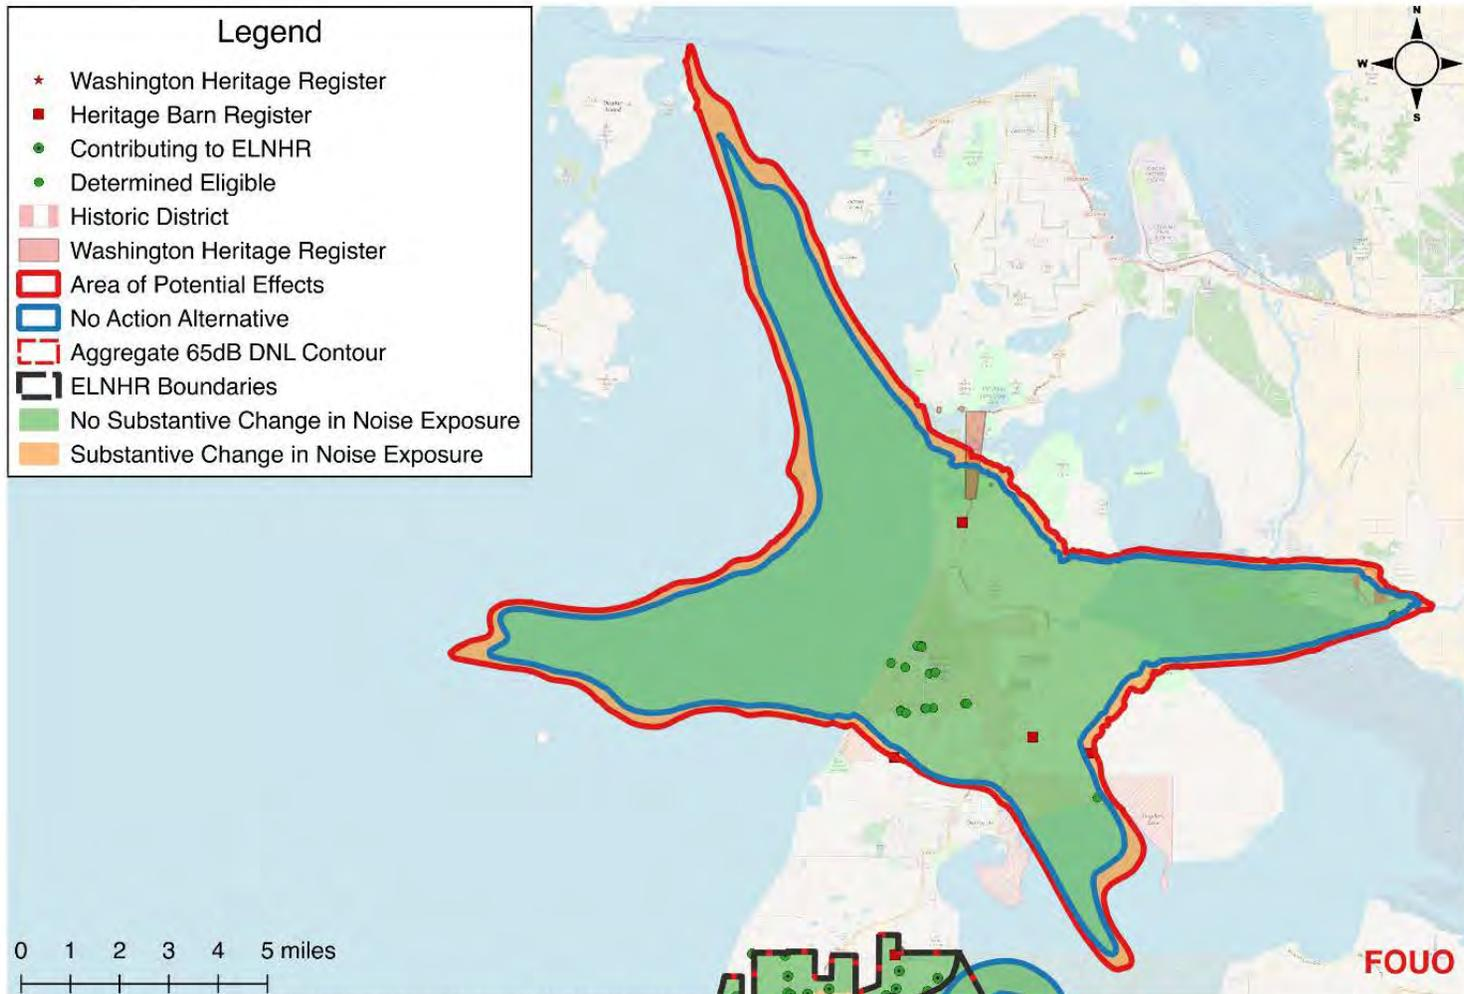 Legend
Washington Heritage Register
Heritage Barn Register
Contributing to ELNHR
Determined Eligible
Historic District
Washington Heritage Register
Area of Potential Effects
No Action Alternative
Aggregate 65dB DNL Contour
ELNHR Boundaries
No Substantive Change in Noise Exposure
Substantive Change in Noise Exposure
N
W
S
0 1 2 3 4 5 miles
FOUO